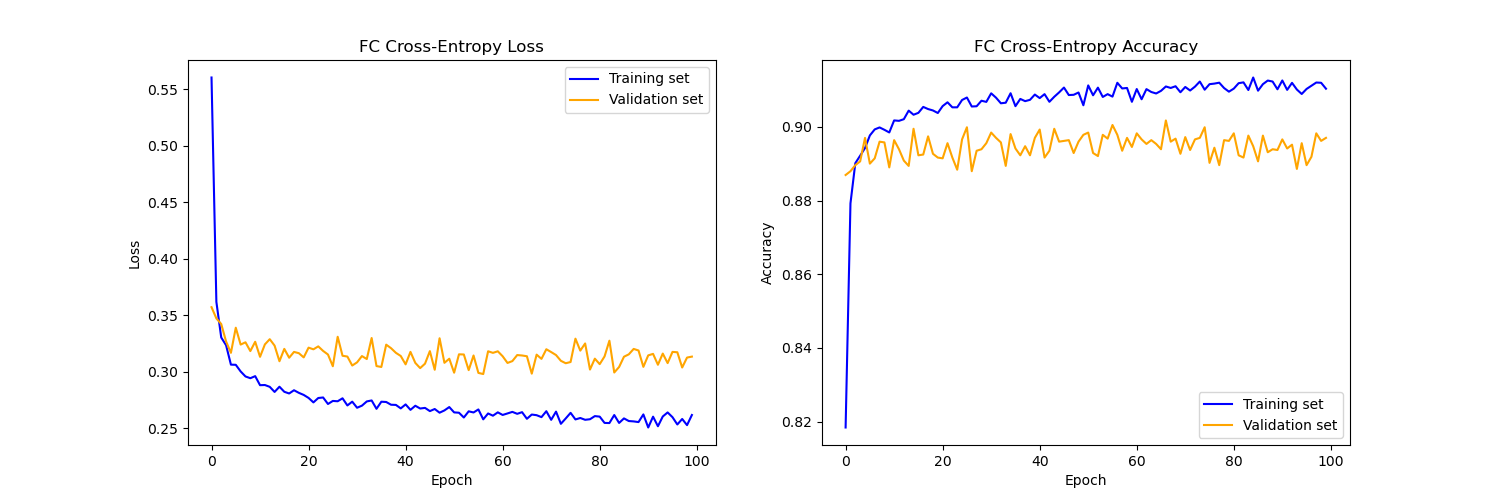 FC Cross-Entropy Loss
Training set
Validation set
0.55
0.50
0.45
0.40
0.35
0.30
0.25
Loss
0 20 40 60 80 100
Epoch
FC Cross-Entropy Accuracy
0.90
0.88
0.86
0.84
0.82
Accuracy
Training set
Validation set
0 20 40 60 80 100
Epoch